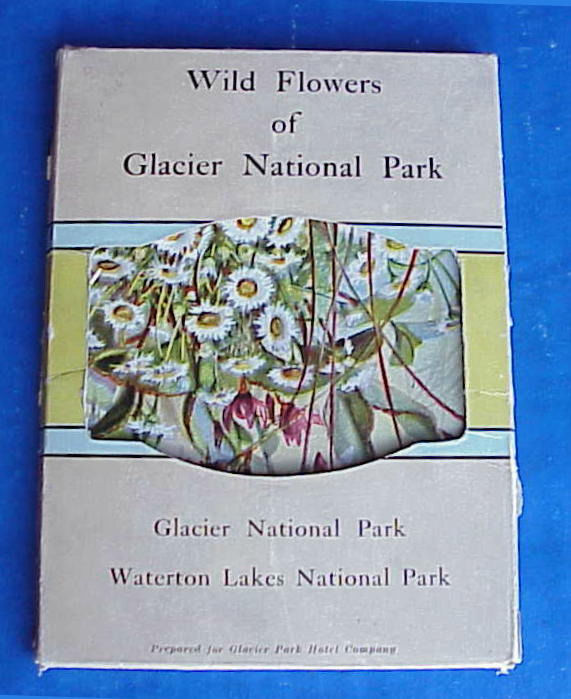 Wild Flowers
of
Glacier National Park
Glacier National Park
Waterton Lakes National Park
Prepared for Glacier Park Hotel Company